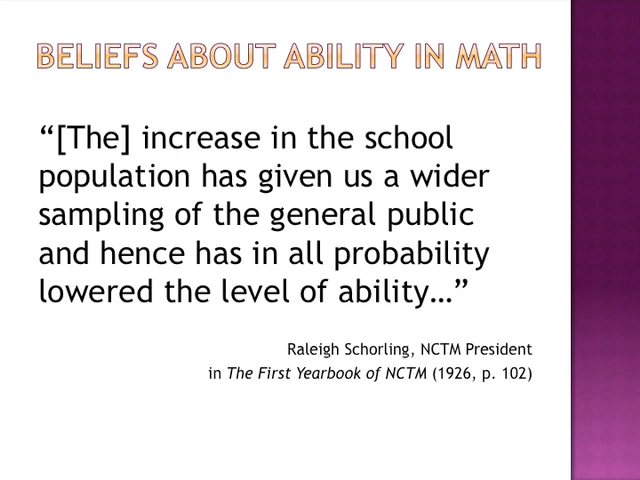 BELIEFS ABOUT ABILITY IN MATH
“[The] increase in the school
population has given us a wider
sampling of the general public
and hence has in all probability
lowered the level of ability…”
Raleigh Schorling, NCTM President
in The First Yearbook of NCTM (1926, p. 102)